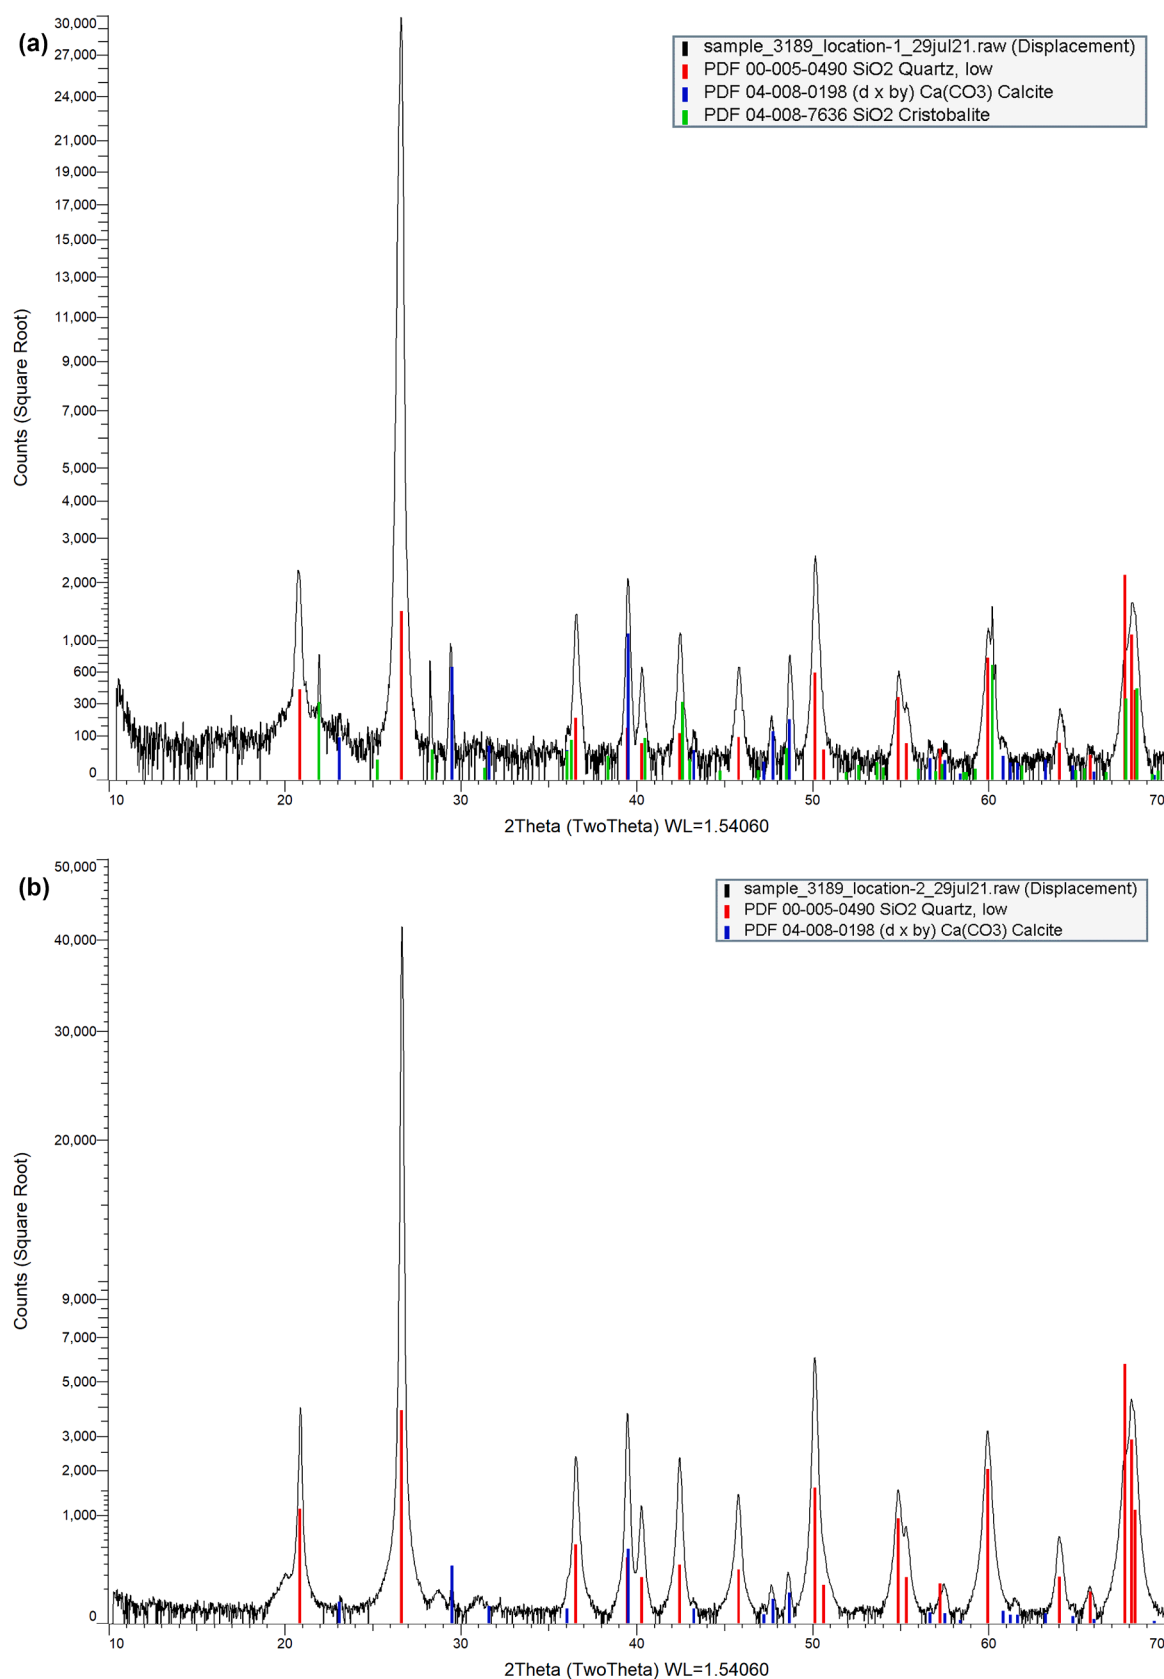 (a)
sample_3189_location-1_29jul21.raw (Displacement)
PDF 00-005-0490 SiO2 Quartz, low
PDF 04-008-0198 (d x by) Ca(CO3) Calcite
PDF 04-008-7636 SiO2 Cristobalite
Counts (Square Root)
30,000
27,000
24,000
21,000
19,000
17,000
15,000
13,000
11,000
9,000
7,000
5,000
4,000
3,000
2,000
1,000
600
300
100
0
10 20 30 40 50 60 70
2Theta (TwoTheta) WL=1.54060
(b)
sample_3189_location-2_29jul21.raw (Displacement)
PDF 00-005-0490 SiO2 Quartz, low
PDF 04-008-0198 (d x by) Ca(CO3) Calcite
Counts (Square Root)
50,000
40,000
30,000
20,000
9,000
7,000
5,000
3,000
2,000
1,000
0
10 20 30 40 50 60 70
2Theta (TwoTheta) WL=1.54060